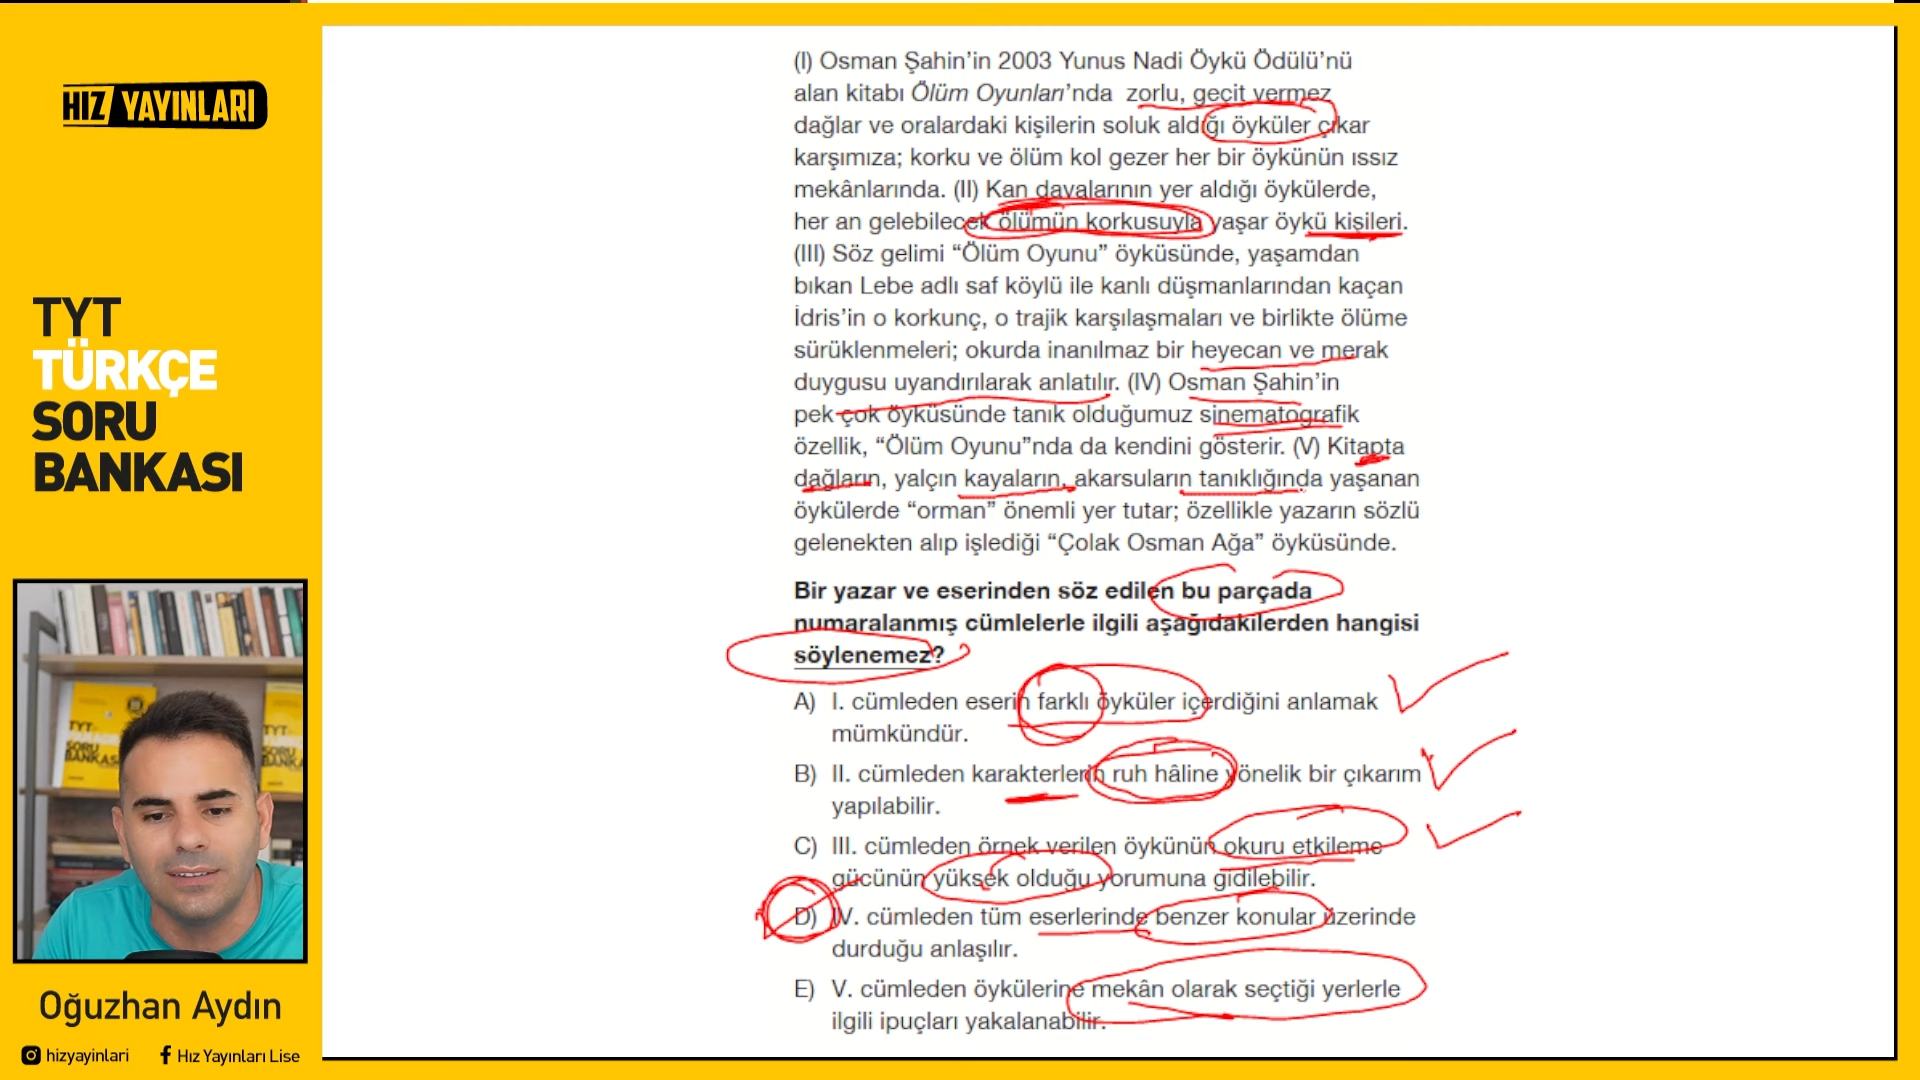 HIZ YAYINLARI
TYT
TÜRKÇE
SORU
BANKASI
Oğuzhan Aydın
hizyayinlari
Hız Yayınları Lise
(I) Osman Şahin’in 2003 Yunus Nadi Öykü Ödülü’nü
alan kitabı Ölüm Oyunları’nda zorlu, geçit vermez
dağlar ve oralardaki kişilerin soluk aldığı öyküler çıkar
karşımıza; korku ve ölüm kol gezer her bir öykünün ıssız
mekânlarında. (II) Kan davalarının yer aldığı öykülerde,
her an gelebilecek ölümün korkusuyla yaşar öykü kişileri.
(III) Söz gelimi “Ölüm Oyunu” öyküsünde, yaşamdan
bıkan Lebe adlı saf köylü ile kanlı düşmanlarından kaçan
İdris’in o korkunç, o trajik karşılaşmaları ve birlikte ölüme
sürüklenmeleri; okurda inanılmaz bir heyecan ve merak
duygusu uyandırılarak anlatılır. (IV) Osman Şahin’in
pek çok öyküsünde tanık olduğumuz sinematografik
özellik, “Ölüm Oyunu”nda da kendini gösterir. (V) Kitapta
dağların, yalçın kayaların, akarsuların tanıklığında yaşanan
öykülerde “orman” önemli yer tutar; özellikle yazarın sözlü
gelenekten alıp işlediği “Çolak Osman Ağa” öyküsünde.
Bir yazar ve eserinden söz edilen bu parçada
numaralanmış cümlelerle ilgili aşağıdakilerden hangisi
söylenemez?
A) I. cümleden eserin farklı öyküler içerdiğini anlamak
mümkündür.
B) II. cümleden karakterlerin ruh hâline yönelik bir çıkarım
yapılabilir.
C) III. cümleden örnek verilen öykünün okuru etkileme
gücünün yüksek olduğu yorumuna gidilebilir.
D) IV. cümleden tüm eserlerinde benzer konular üzerinde
durduğu anlaşılır.
E) V. cümleden öykülerine mekân olarak seçtiği yerlerle
ilgili ipuçları yakalanabilir.